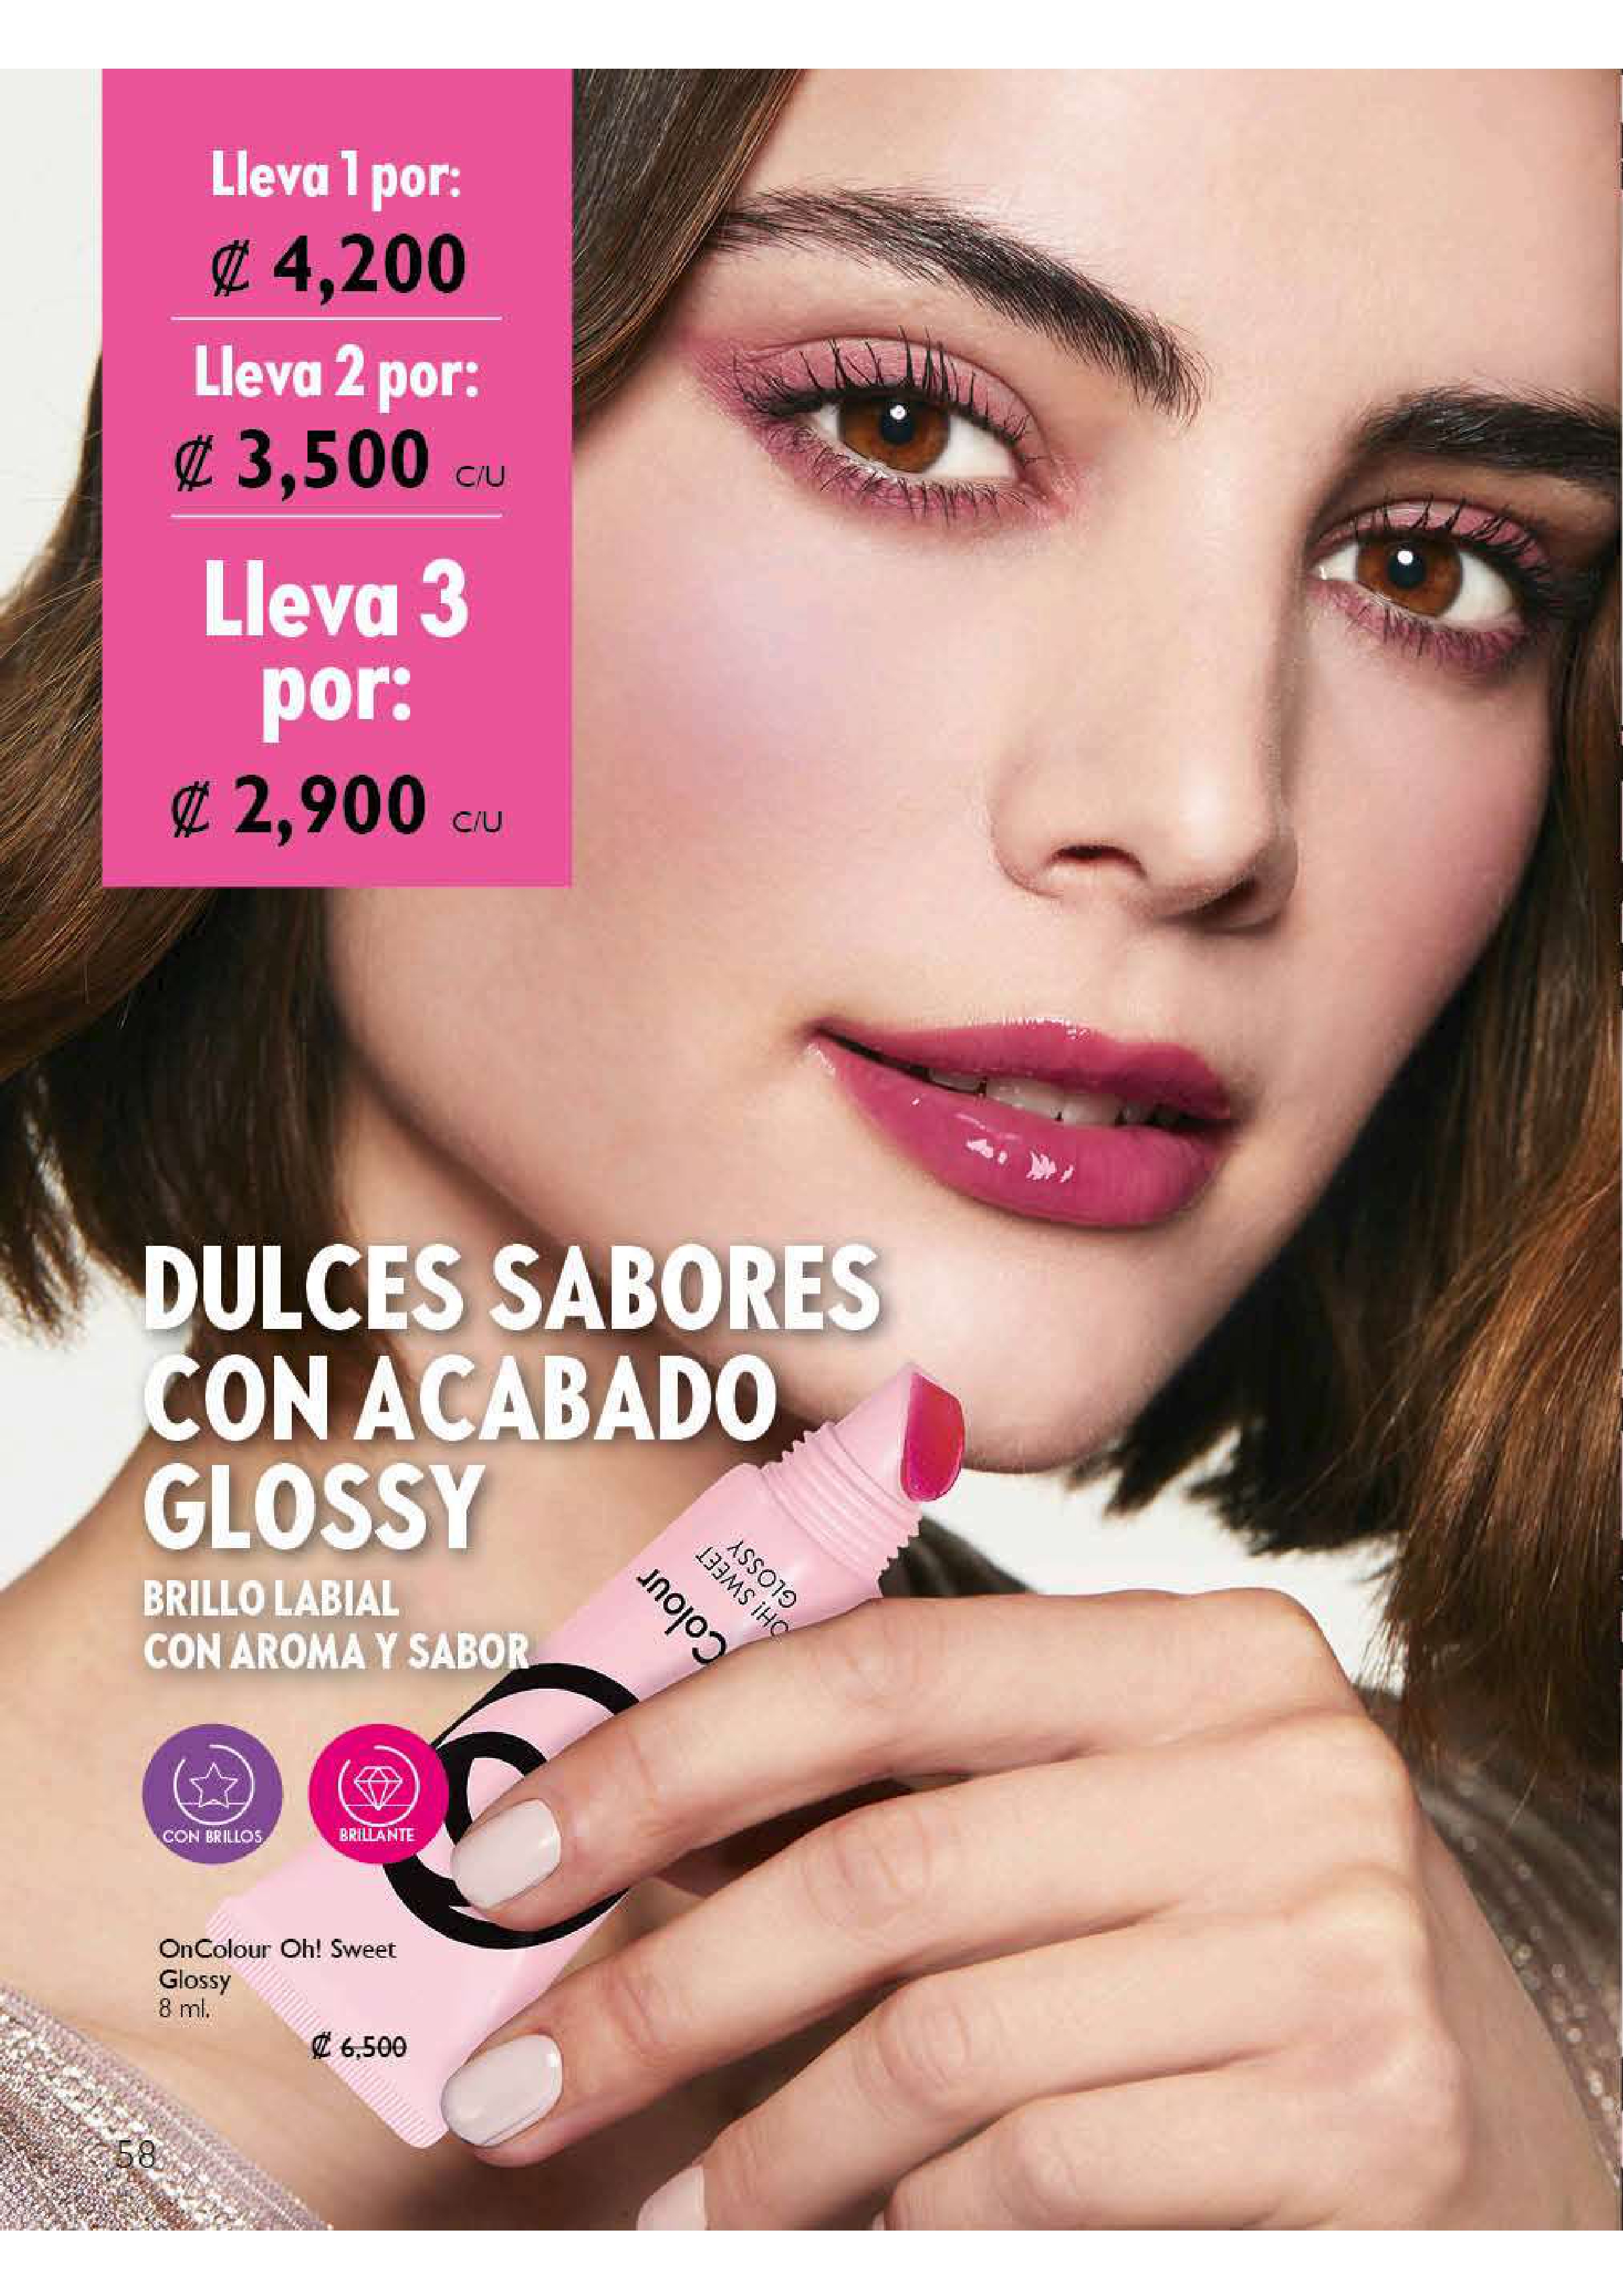 Lleva 1 por:
₡ 4,200
Lleva 2 por:
₡ 3,500 C/U
Lleva 3
por:
₡ 2,900 C/U
DULCES SABORES
CON ACABADO
GLOSSY
BRILLO LABIAL
CON AROMA Y SABOR
Colour
OH! SWEET
GLOSSY
CON BRILLOS
BRILLANTE
OnColour Oh! Sweet
Glossy
8 ml.
₡ 6,500
58